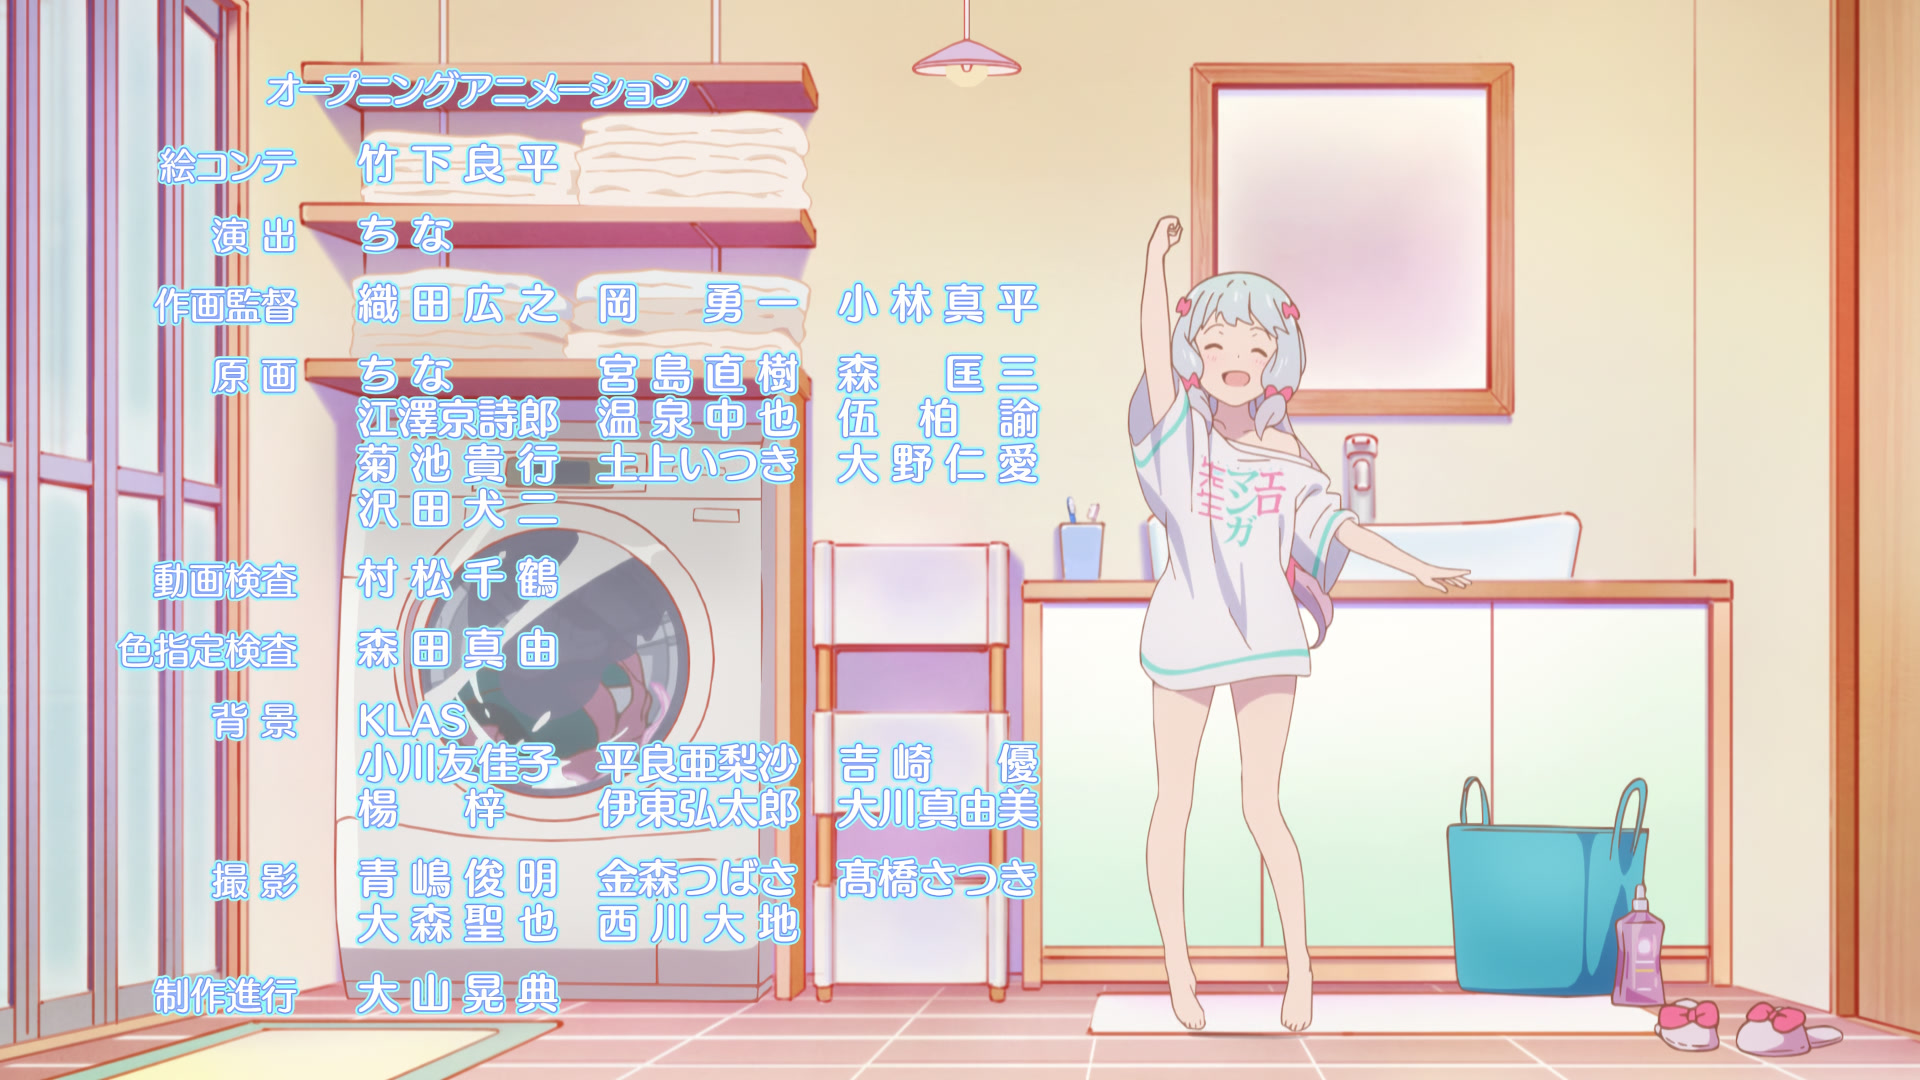 オープニングアニメーション
絵コンテ 竹下良平
演出 ちな
作画監督 織田広之 岡勇一 小林真平
原画 ちな 宮島直樹 森匡三
江澤京詩郎 温泉中也 伍柏諭
菊池貴行 土上いつき 大野仁愛
沢田犬二
動画検査 村松千鶴
色指定検査 森田真由
背景 KLAS
小川友佳子 平良亜梨沙 吉崎優
楊梓 伊東弘太郎 大川真由美
撮影 青嶋俊明 金森つばさ 髙橋さつき
大森聖也 西川大地
制作進行 大山晃典
エロ
マンガ
先生